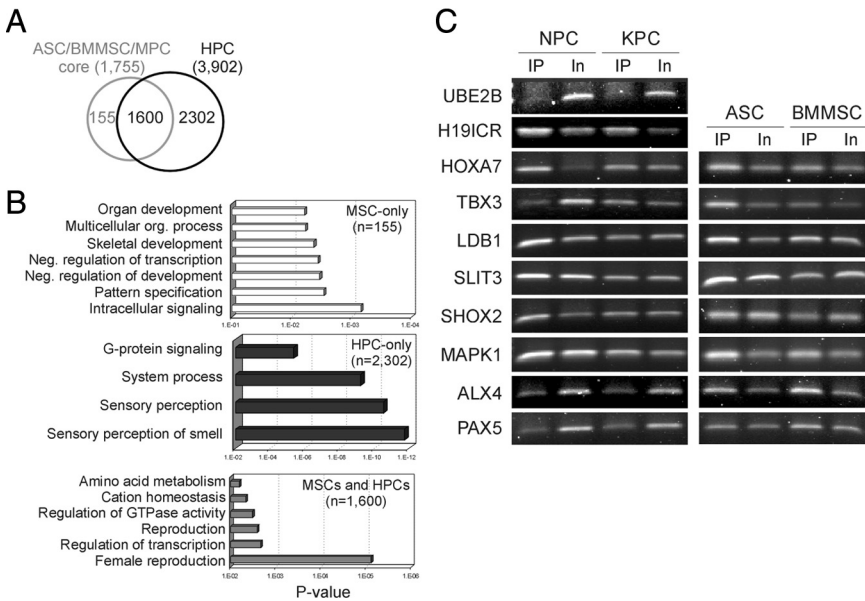 A
ASC/BMMSC/MPC
core (1,755)
HPC
(3,902)
155
1600
2302
B
Organ development
Multicellular org. process
Skeletal development
Neg. regulation of transcription
Neg. regulation of development
Pattern specification
Intracellular signaling
MSC-only
(n=155)
1.E-01 1.E-02 1.E-03 1.E-04
G-protein signaling
System process
Sensory perception
Sensory perception of smell
HPC-only
(n=2,302)
1.E-02 1.E-04 1.E-06 1.E-08 1.E-10 1.E-12
Amino acid metabolism
Cation homeostasis
Regulation of GTPase activity
Reproduction
Regulation of transcription
Female reproduction
MSCs and HPCs
(n=1,600)
1.E-02 1.E-03 1.E-04 1.E-05 1.E-06
P-value
C
NPC KPC
IP In IP In
ASC BMMSC
IP In IP In
UBE2B
H19ICR
HOXA7
TBX3
LDB1
SLIT3
SHOX2
MAPK1
ALX4
PAX5